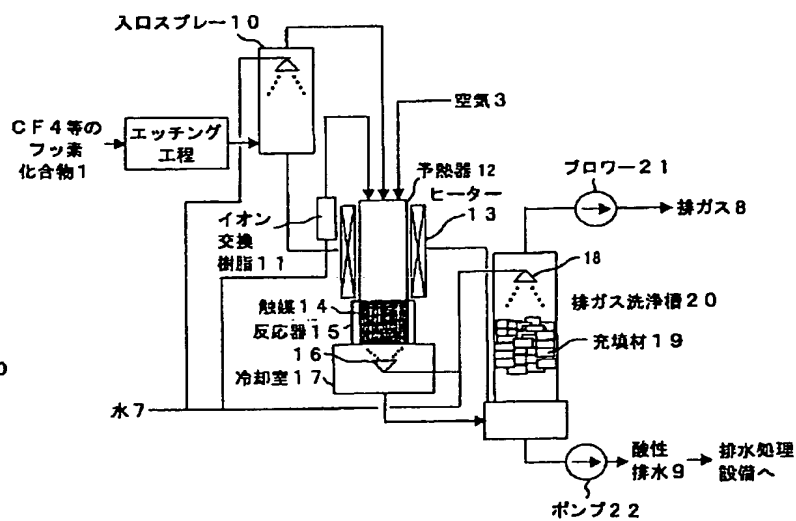 入口スプレー10
空気3
CF4等の
フッ素
化合物1
エッチング
工程
予熱器12
ヒーター
13
ブロワー21
排ガス8
イオン
交換
樹脂11
18
排ガス洗浄槽20
触媒14
反応器15
16
冷却室17
充填材19
0
水7
酸性
排水9
排水処理
設備へ
ポンプ22